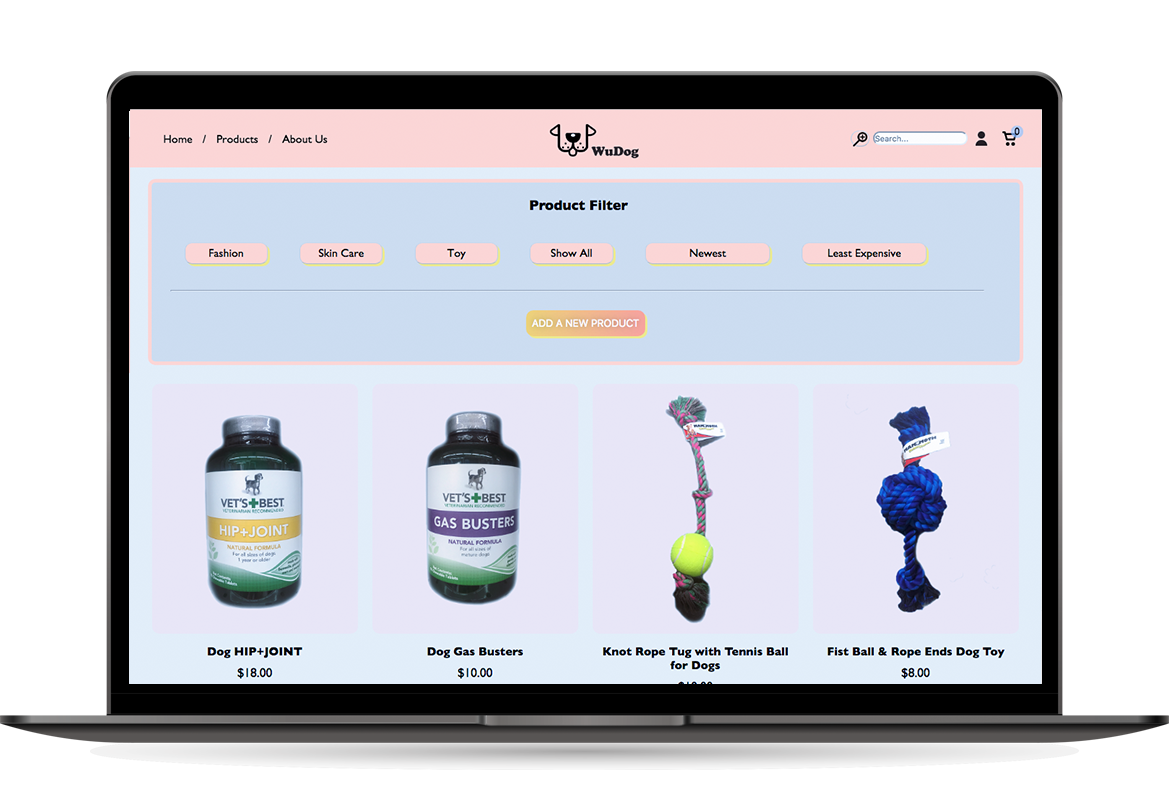 Home / Products / About Us
WuDog
Search...
0
Product Filter
Fashion
Skin Care
Toy
Show All
Newest
Least Expensive
ADD A NEW PRODUCT
VET'S+BEST
VETERINARIAN RECOMMENDED
HIP+JOINT
NATURAL FORMULA
For all sizes of dogs
1 year or older
VET'S+BEST
VETERINARIAN RECOMMENDED
GAS BUSTERS
NATURAL FORMULA
For all sizes of
mature dogs
Dog HIP+JOINT
$18.00
Dog Gas Busters
$10.00
Knot Rope Tug with Tennis Ball
for Dogs
Fist Ball & Rope Ends Dog Toy
$8.00